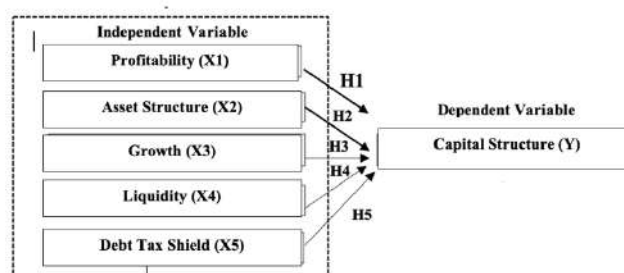 Independent Variable
Profitability (X1)
H1
Asset Structure (X2)
Dependent Variable
H2
Growth (X3)
H3
Capital Structure (Y)
H4
Liquidity (X4)
H5
Debt Tax Shield (X5)